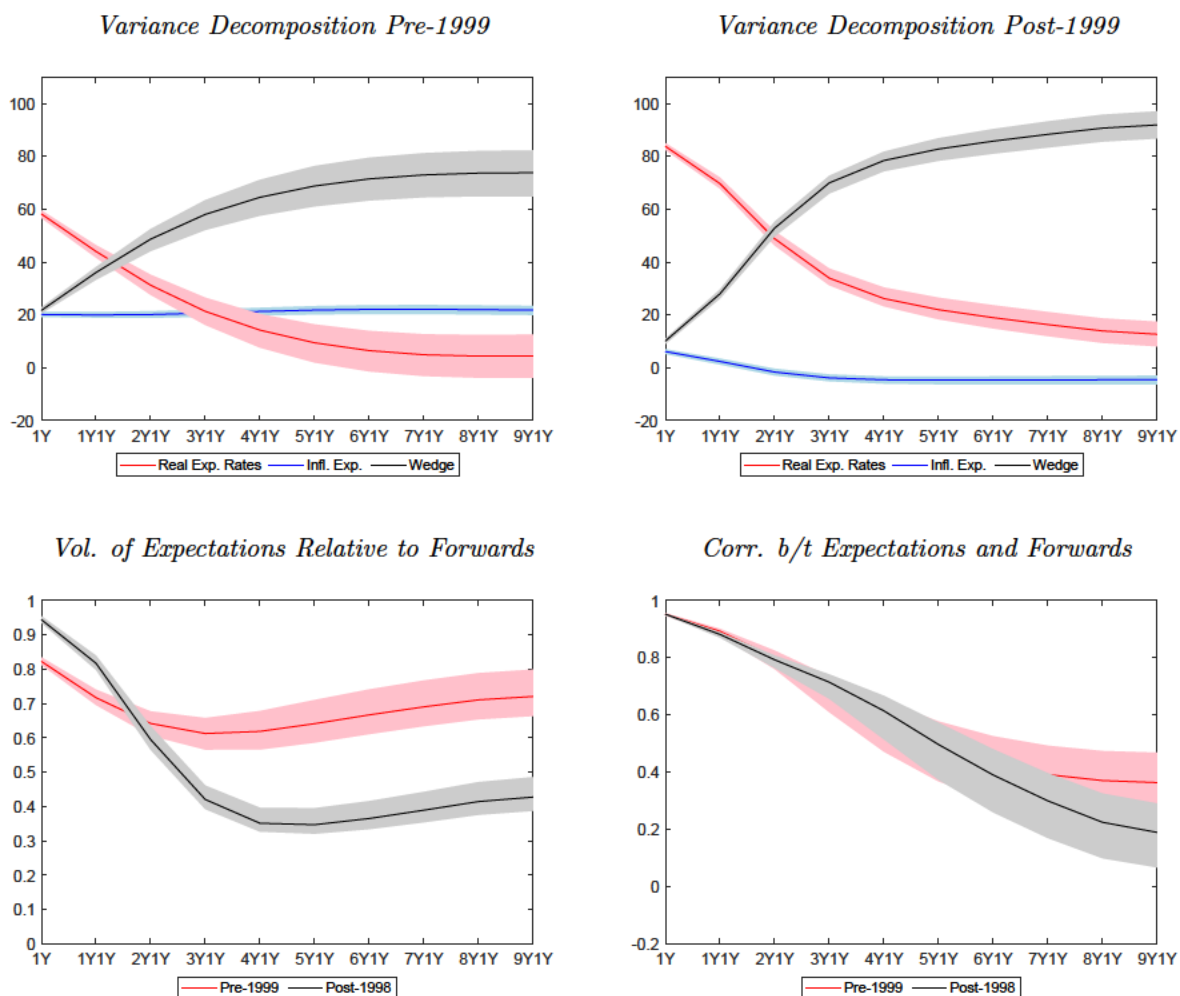 Variance Decomposition Pre-1999
100
80
60
40
20
0
-20
1Y 1Y1Y 2Y1Y 3Y1Y 4Y1Y 5Y1Y 6Y1Y 7Y1Y 8Y1Y 9Y1Y
Real Exp. Rates Infl. Exp. Wedge
Variance Decomposition Post-1999
100
80
60
40
20
0
-20
1Y 1Y1Y 2Y1Y 3Y1Y 4Y1Y 5Y1Y 6Y1Y 7Y1Y 8Y1Y 9Y1Y
Real Exp. Rates Infl. Exp. Wedge
Vol. of Expectations Relative to Forwards
1
0.9
0.8
0.7
0.6
0.5
0.4
0.3
0.2
0.1
0
1Y 1Y1Y 2Y1Y 3Y1Y 4Y1Y 5Y1Y 6Y1Y 7Y1Y 8Y1Y 9Y1Y
Pre-1999 Post-1998
Corr. b/t Expectations and Forwards
1
0.8
0.6
0.4
0.2
0
-0.2
1Y 1Y1Y 2Y1Y 3Y1Y 4Y1Y 5Y1Y 6Y1Y 7Y1Y 8Y1Y 9Y1Y
Pre-1999 Post-1998